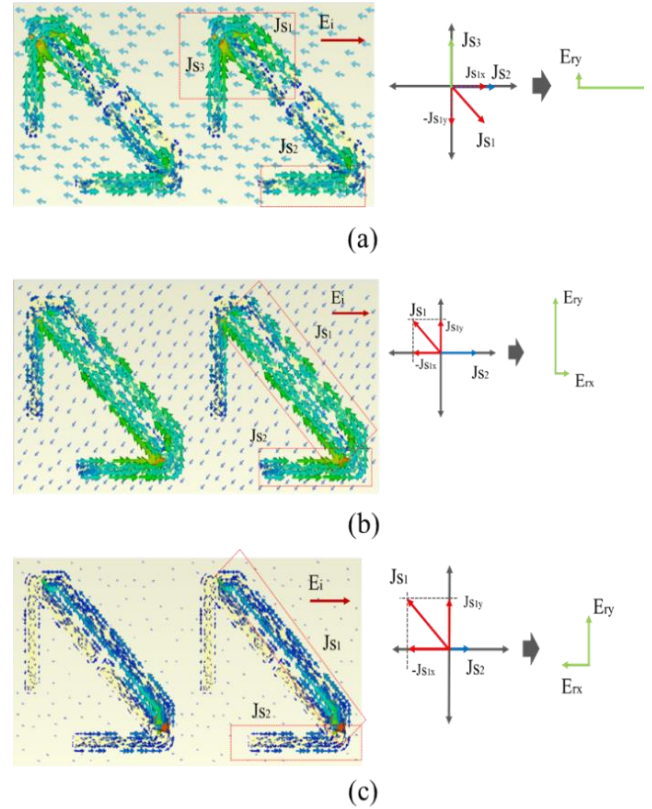 Js1 Ei
Js3
Js2
Js3
Js1x Js2
-Js1y
Js1
Ery
(a)
Ei
Js1
Js2
Js1
Js1y
-Js1x
Js2
Ery
Erx
(b)
Ei
Js1
Js2
Js1
Js1y
-Js1x
Js2
Ery
Erx
(c)